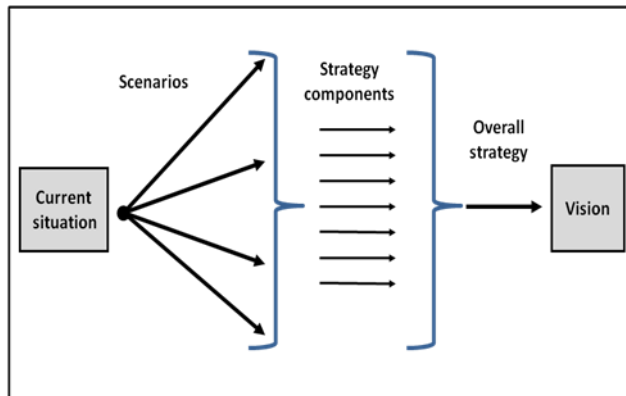 Scenarios
Strategy
components
Overall
strategy
Current
situation
Vision